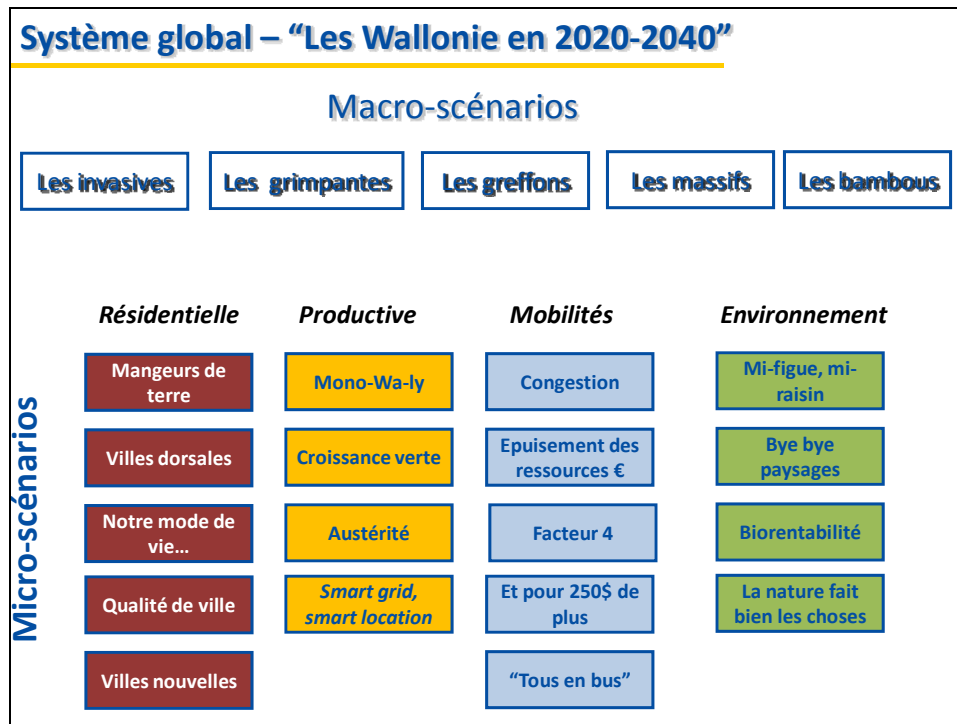 Système global – “Les Wallonie en 2020-2040”
Macro-scénarios
Les invasives
Les grimpantes
Les greffons
Les massifs
Les bambous
Résidentielle
Productive
Mobilités
Environnement
Micro-scénarios
Mangeurs de
terre
Mono-Wa-ly
Congestion
Mi-figue, mi-
raisin
Villes dorsales
Croissance verte
Epuisement des
ressources €
Bye bye
paysages
Notre mode de
vie…
Austérité
Facteur 4
Biorentabilité
Qualité de ville
Smart grid,
smart location
Et pour 250$ de
plus
La nature fait
bien les choses
Villes nouvelles
“Tous en bus”